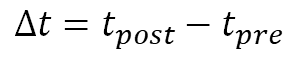 Δt = t_post − t_pre